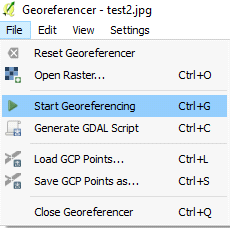 Georeferencer - test2.jpg
File Edit View Settings
Reset Georeferencer
Open Raster... Ctrl+O
Start Georeferencing Ctrl+G
Generate GDAL Script Ctrl+C
Load GCP Points... Ctrl+L
Save GCP Points as... Ctrl+S
Close Georeferencer Ctrl+Q